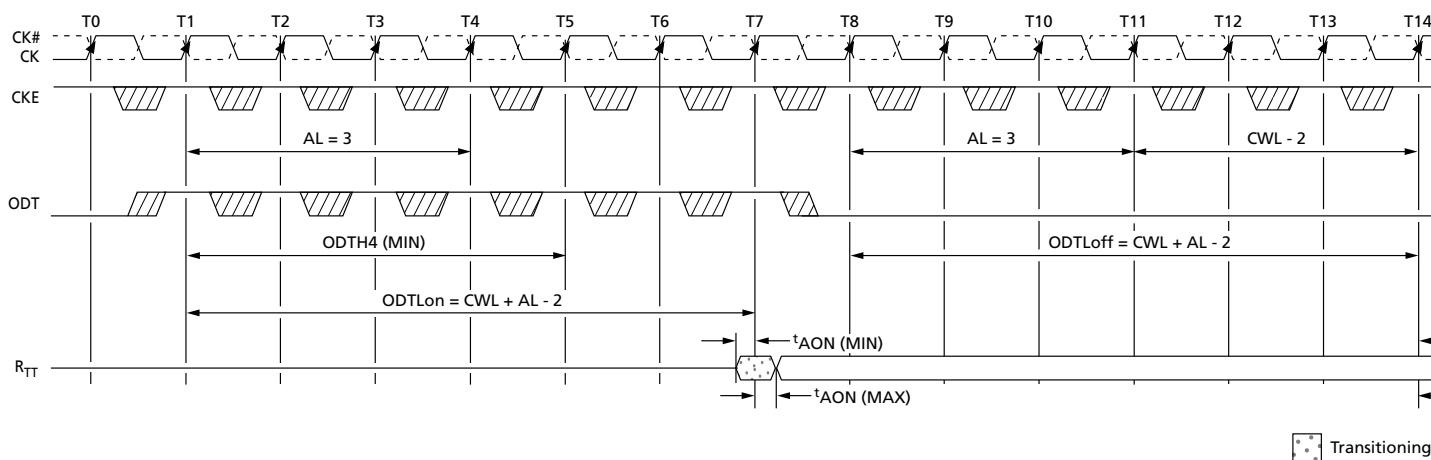 T0 T1 T2 T3 T4 T5 T6 T7 T8 T9 T10 T11 T12 T13 T14
CK#
CK
CKE
AL = 3 AL = 3 CWL - 2
ODT
ODTH4 (MIN) ODTLoff = CWL + AL - 2
ODTLon = CWL + AL - 2
tAON (MIN)
RTT
tAON (MAX)
Transitioning